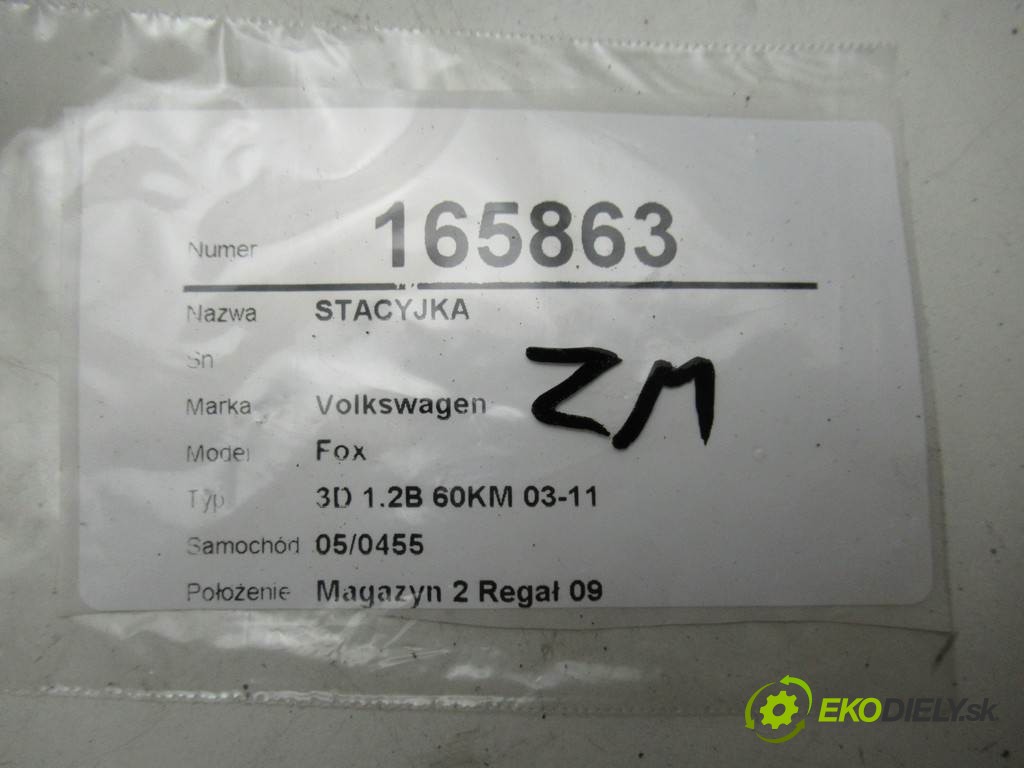 Numer 165863
Nazwa STACYJKA
Sn
Marka Volkswagen
ZM
Model Fox
Typ 3D 1.2B 60KM 03-11
Samochód 05/0455
Położenie Magazyn 2 Regał 09
EKODIELY.sk